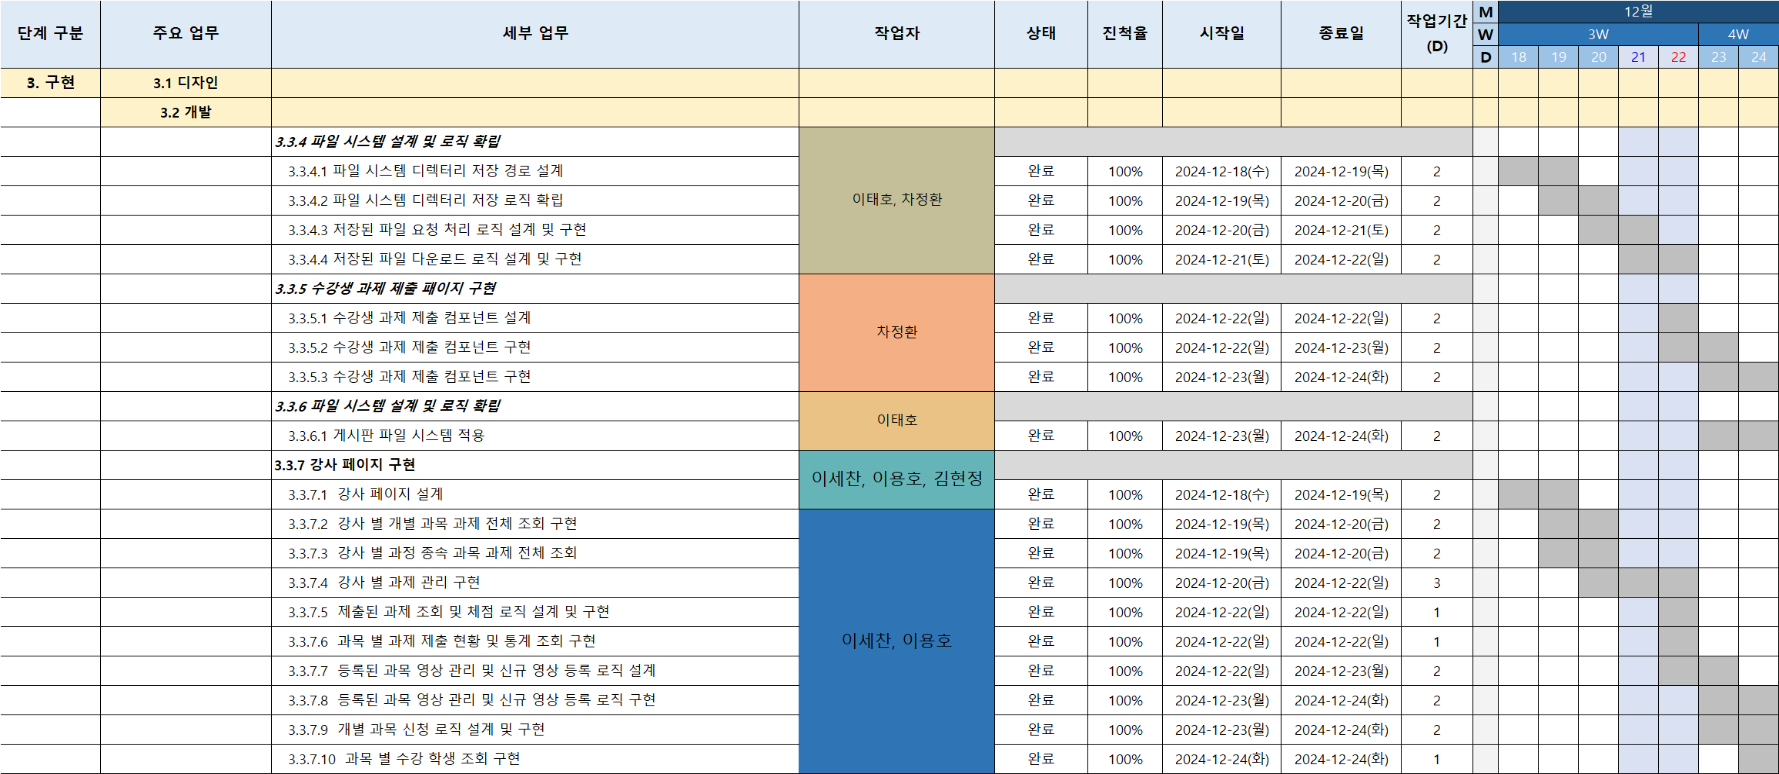 단계 구분 주요 업무 세부 업무 작업자 상태 진척율 시작일 종료일 작업기간 (D) M 12월
W 3W 4W
D 18 19 20 21 22 23 24
3. 구현 3.1 디자인
3.2 개발
3.3.4 파일 시스템 설계 및 로직 확립
3.3.4.1 파일 시스템 디렉터리 저장 경로 설계 완료 100% 2024-12-18(수) 2024-12-19(목) 2
이태호, 차정환
3.3.4.2 파일 시스템 디렉터리 저장 로직 확립 완료 100% 2024-12-19(목) 2024-12-20(금) 2
3.3.4.3 저장된 파일 요청 처리 로직 설계 및 구현 완료 100% 2024-12-20(금) 2024-12-21(토) 2
3.3.4.4 저장된 파일 다운로드 로직 설계 및 구현 완료 100% 2024-12-21(토) 2024-12-22(일) 2
3.3.5 수강생 과제 제출 페이지 구현
3.3.5.1 수강생 과제 제출 컴포넌트 설계 완료 100% 2024-12-22(일) 2024-12-22(일) 2
차정환
3.3.5.2 수강생 과제 제출 컴포넌트 구현 완료 100% 2024-12-22(일) 2024-12-23(월) 2
3.3.5.3 수강생 과제 제출 컴포넌트 구현 완료 100% 2024-12-23(월) 2024-12-24(화) 2
3.3.6 파일 시스템 설계 및 로직 확립
이태호
3.3.6.1 게시판 파일 시스템 적용 완료 100% 2024-12-23(월) 2024-12-24(화) 2
3.3.7 강사 페이지 구현
이세찬, 이용호, 김현정
3.3.7.1 강사 페이지 설계 완료 100% 2024-12-18(수) 2024-12-19(목) 2
3.3.7.2 강사 별 개별 과목 과제 전체 조회 구현 완료 100% 2024-12-19(목) 2024-12-20(금) 2
3.3.7.3 강사 별 과정 종속 과목 과제 전체 조회 완료 100% 2024-12-19(목) 2024-12-20(금) 2
3.3.7.4 강사 별 과제 관리 구현 완료 100% 2024-12-20(금) 2024-12-22(일) 3
3.3.7.5 제출된 과제 조회 및 채점 로직 설계 및 구현 완료 100% 2024-12-22(일) 2024-12-22(일) 1
3.3.7.6 과목 별 과제 제출 현황 및 통계 조회 구현 이세찬, 이용호 완료 100% 2024-12-22(일) 2024-12-22(일) 1
3.3.7.7 등록된 과목 영상 관리 및 신규 영상 등록 로직 설계 완료 100% 2024-12-22(일) 2024-12-23(월) 2
3.3.7.8 등록된 과목 영상 관리 및 신규 영상 등록 로직 구현 완료 100% 2024-12-23(월) 2024-12-24(화) 2
3.3.7.9 개별 과목 신청 로직 설계 및 구현 완료 100% 2024-12-23(월) 2024-12-24(화) 2
3.3.7.10 과목 별 수강 학생 조회 구현 완료 100% 2024-12-24(화) 2024-12-24(화) 1